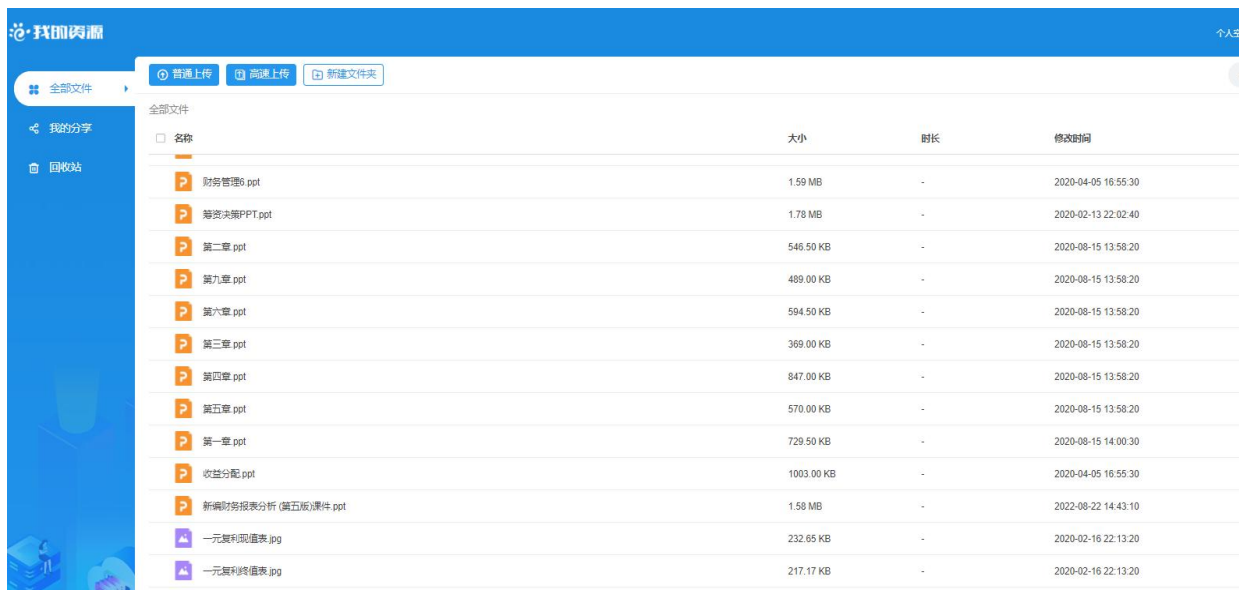 我的资源
个人空
普通上传 高速上传 新建文件夹
全部文件
我的分享
回收站
全部文件
名称 大小 时长 修改时间
财务管理6.ppt 1.59 MB - 2020-04-05 16:55:30
筹资决策PPT.ppt 1.78 MB - 2020-02-13 22:02:40
第二章.ppt 546.50 KB - 2020-08-15 13:58:20
第九章.ppt 489.00 KB - 2020-08-15 13:58:20
第六章.ppt 594.50 KB - 2020-08-15 13:58:20
第三章.ppt 369.00 KB - 2020-08-15 13:58:20
第四章.ppt 847.00 KB - 2020-08-15 13:58:20
第五章.ppt 570.00 KB - 2020-08-15 13:58:20
第一章.ppt 729.50 KB - 2020-08-15 14:00:30
收益分配.ppt 1003.00 KB - 2020-04-05 16:55:30
新编财务报表分析 (第五版)课件.ppt 1.58 MB - 2022-08-22 14:43:10
一元复利现值表.jpg 232.65 KB - 2020-02-16 22:13:20
一元复利终值表.jpg 217.17 KB - 2020-02-16 22:13:20